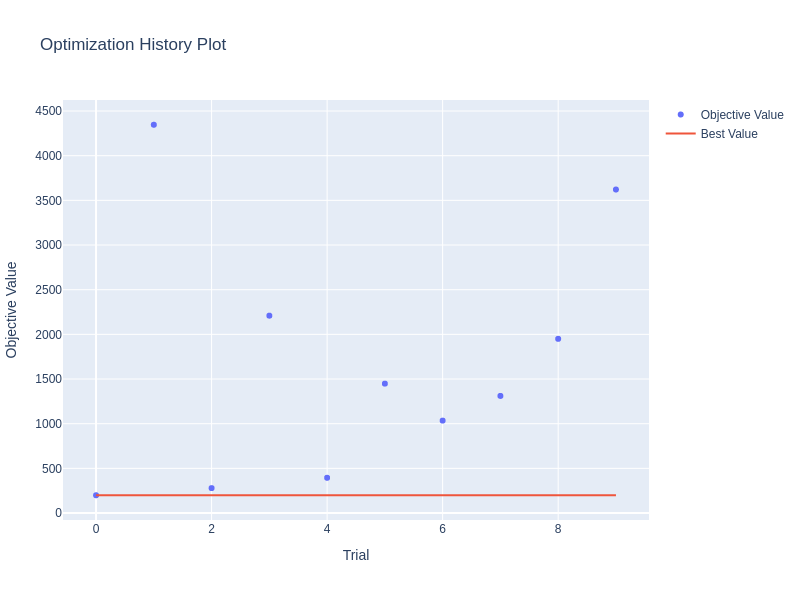 Optimization History Plot
4500
4000
3500
3000
2500
2000
1500
1000
500
0
Objective Value
0 2 4 6 8
Trial
Objective Value
Best Value